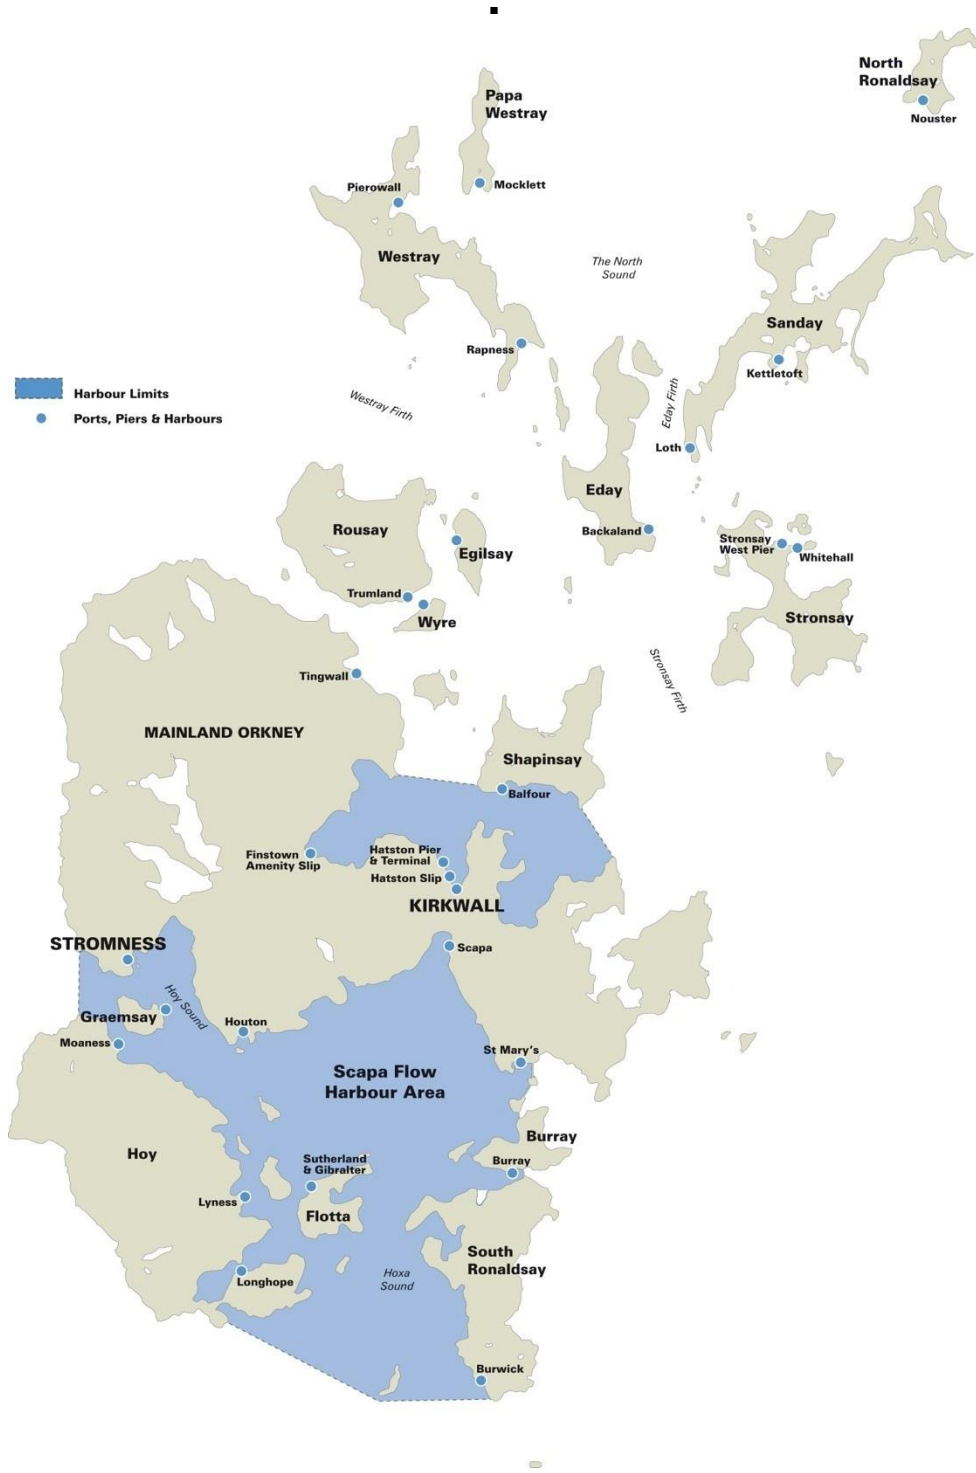 North
Ronaldsay
Nouster
Papa
Westray
Mocklett
Pierowall
Westray
The North
Sound
Rapness
Sanday
Kettletoft
Harbour Limits
Ports, Piers & Harbours
Westray Firth
Eday Firth
Loth
Eday
Backaland
Rousay
Egilsay
Stronsay
West Pier
Whitehall
Trumland
Wyre
Stronsay
Tingwall
Stronsay Firth
MAINLAND ORKNEY
Shapinsay
Balfour
Finstown
Amenity Slip
Hatston Pier
& Terminal
Hatston Slip
KIRKWALL
STROMNESS
Scapa
Hoy Sound
Graemsay
Houton
Moaness
St Mary's
Scapa Flow
Harbour Area
Burray
Hoy
Sutherland
& Gibralter
Burray
Lyness
Flotta
South
Ronaldsay
Longhope
Hoxa
Sound
Burwick